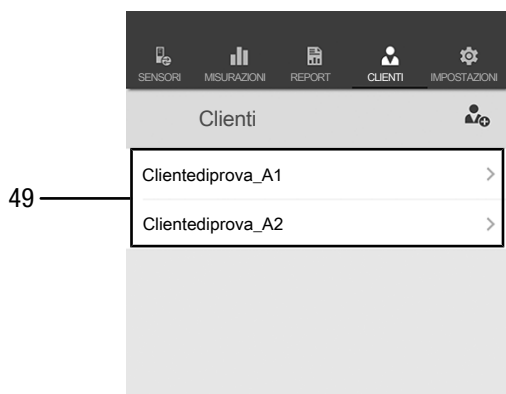 SENSORI MISURAZIONI REPORT CLIENTI IMPOSTAZIONI
Clienti
Clientediprova_A1
49
Clientediprova_A2